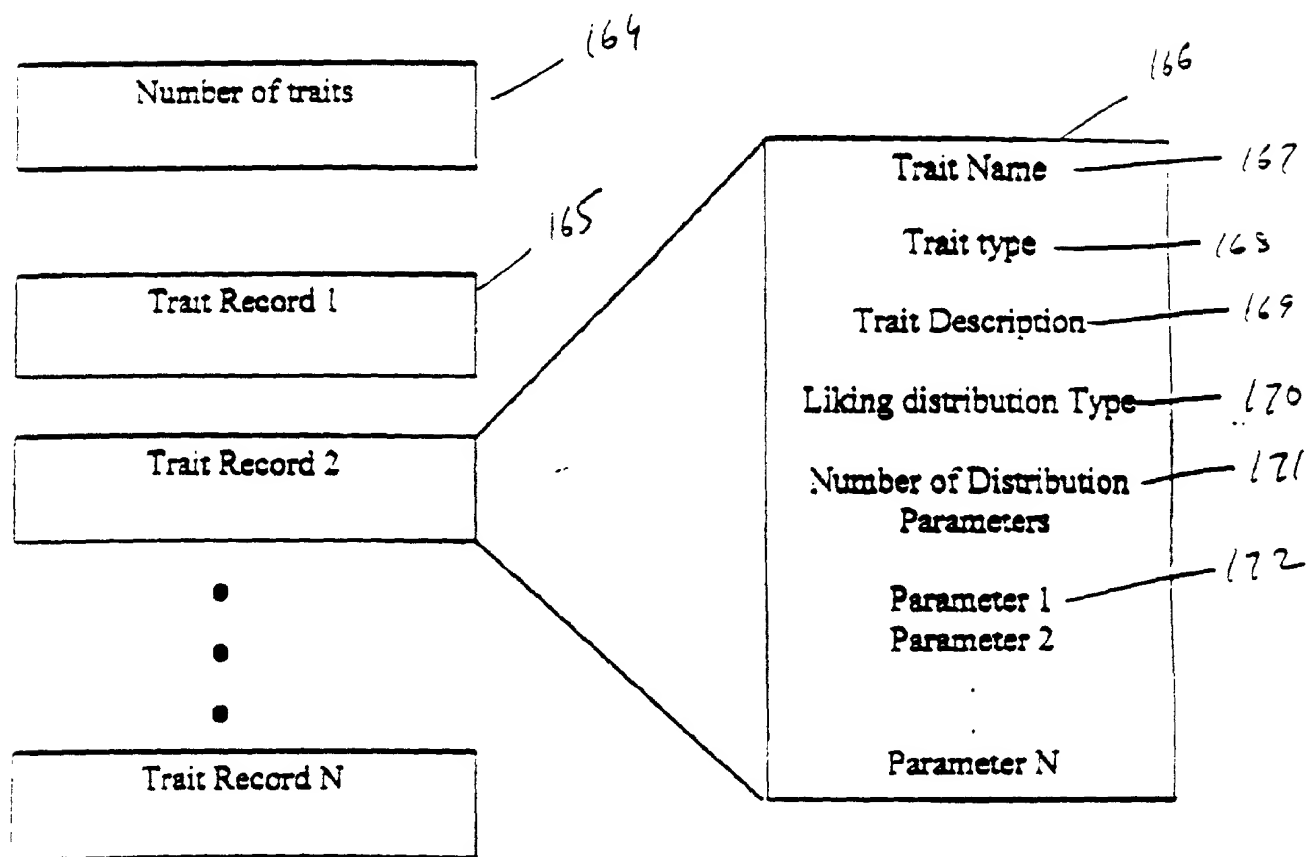 164
Number of traits
165
Trait Record 1
Trait Record 2
Trait Record N
166
Trait Name 167
Trait type 168
Trait Description 169
Liking distribution Type 170
Number of Distribution 171
Parameters
Parameter 1 172
Parameter 2
Parameter N